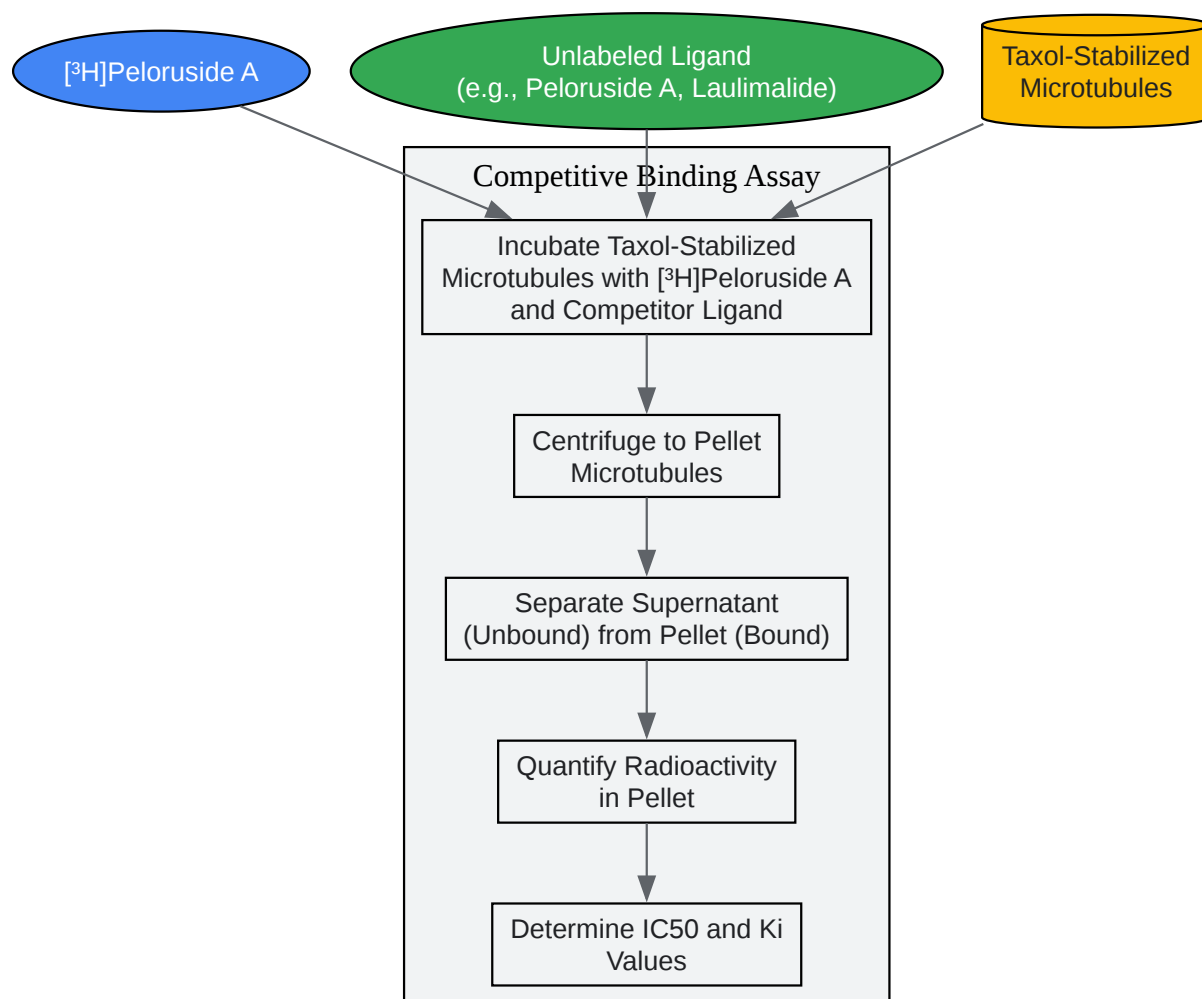 [³H]Peloruside A
Unlabeled Ligand
(e.g., Peloruside A, Laulimalide)
Taxol-Stabilized
Microtubules
Competitive Binding Assay
Incubate Taxol-Stabilized
Microtubules with [³H]Peloruside A
and Competitor Ligand
Centrifuge to Pellet
Microtubules
Separate Supernatant
(Unbound) from Pellet (Bound)
Quantify Radioactivity
in Pellet
Determine IC50 and Ki
Values